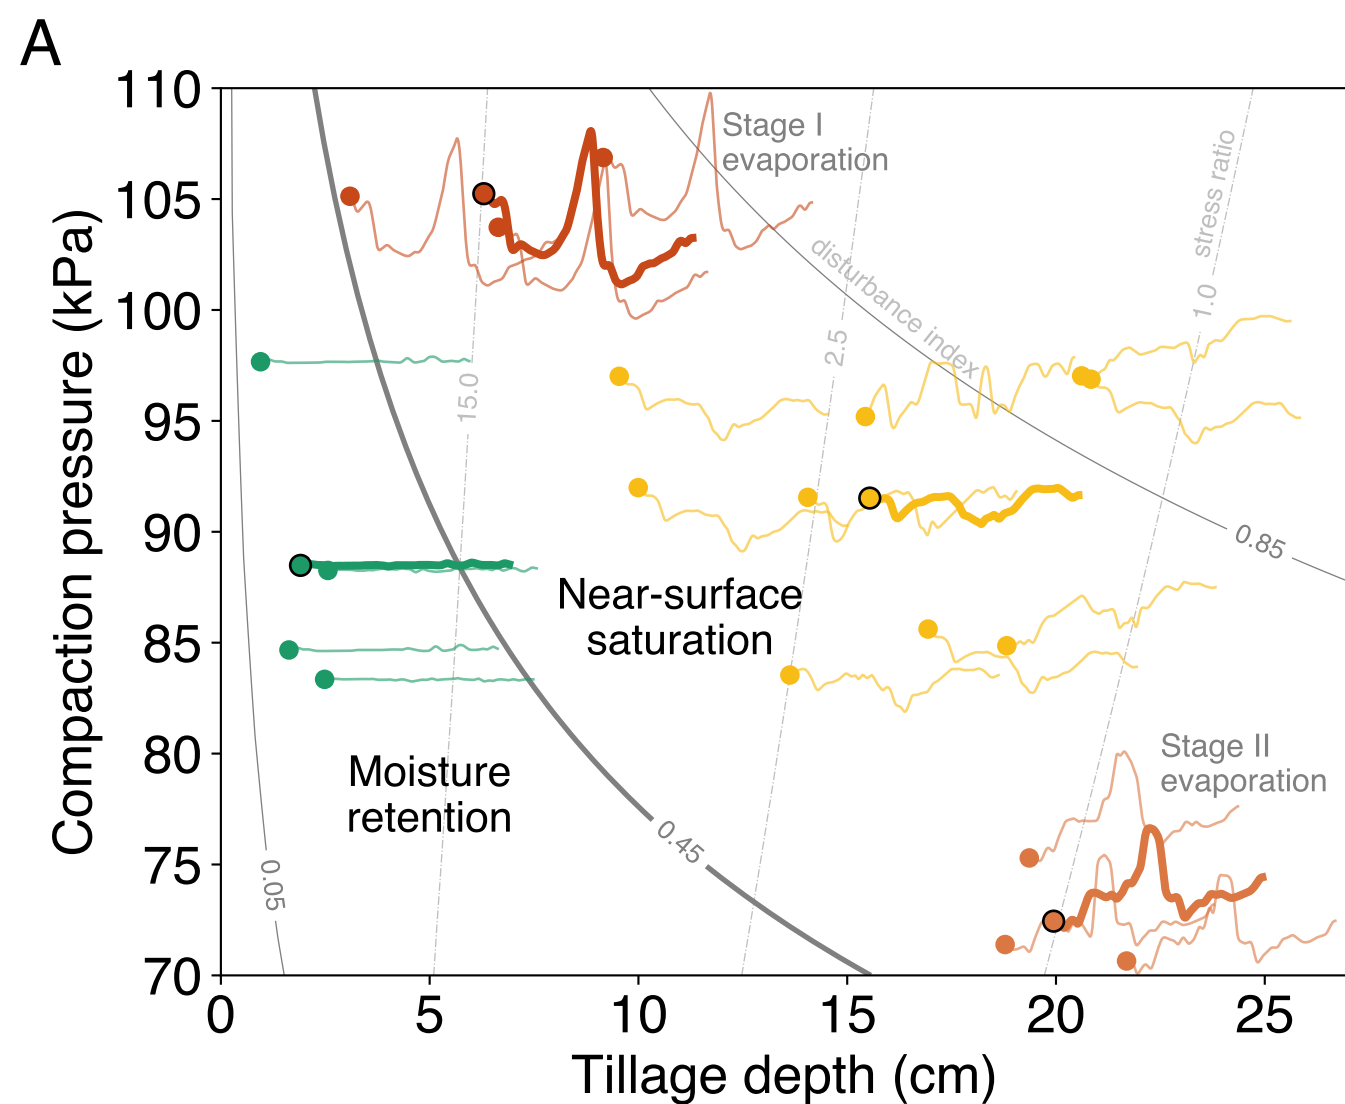 A
110
105
100
95
90
85
80
75
70
Compaction pressure (kPa)
0
5
10
15
20
25
Tillage depth (cm)
Stage I
evaporation
stress ratio
1.0
disturbance index
2.5
15.0
0.85
Near-surface
saturation
Moisture
retention
Stage II
evaporation
0.45
0.05